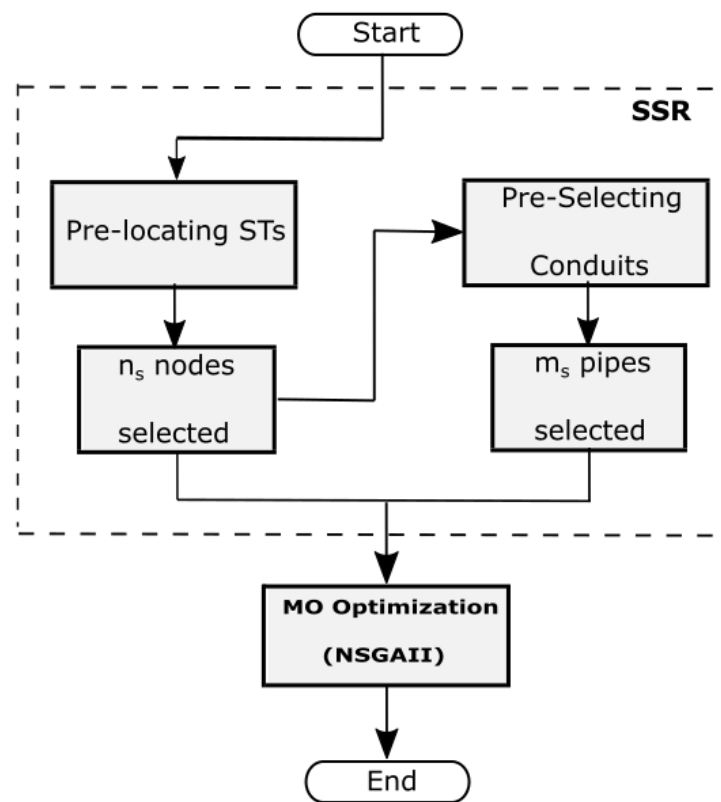 Start
SSR
Pre-locating STs
nₛ nodes
selected
Pre-Selecting
Conduits
mₛ pipes
selected
MO Optimization
(NSGAII)
End